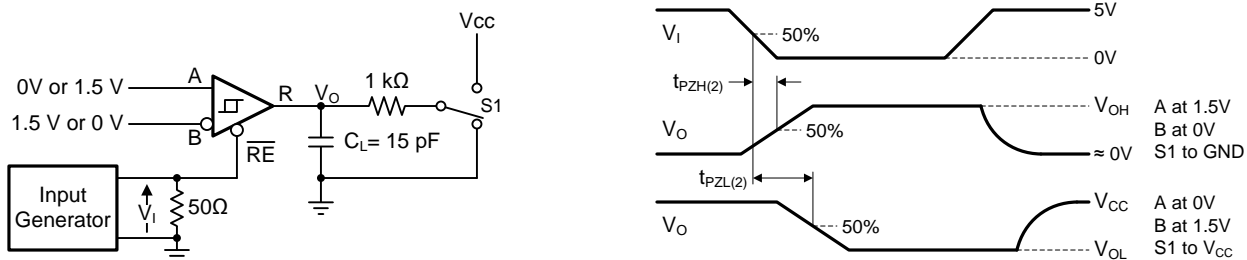 Vcc
0V or 1.5 V
A
1 kΩ
R
VO
S1
1.5 V or 0 V
B
RE
CL= 15 pF
Input
Generator
VI
50Ω
VI
50%
5V
0V
tPZH(2)
VO
50%
VOH
≈ 0V
A at 1.5V
B at 0V
S1 to GND
tPZL(2)
VO
50%
VCC
VOL
A at 0V
B at 1.5V
S1 to VCC